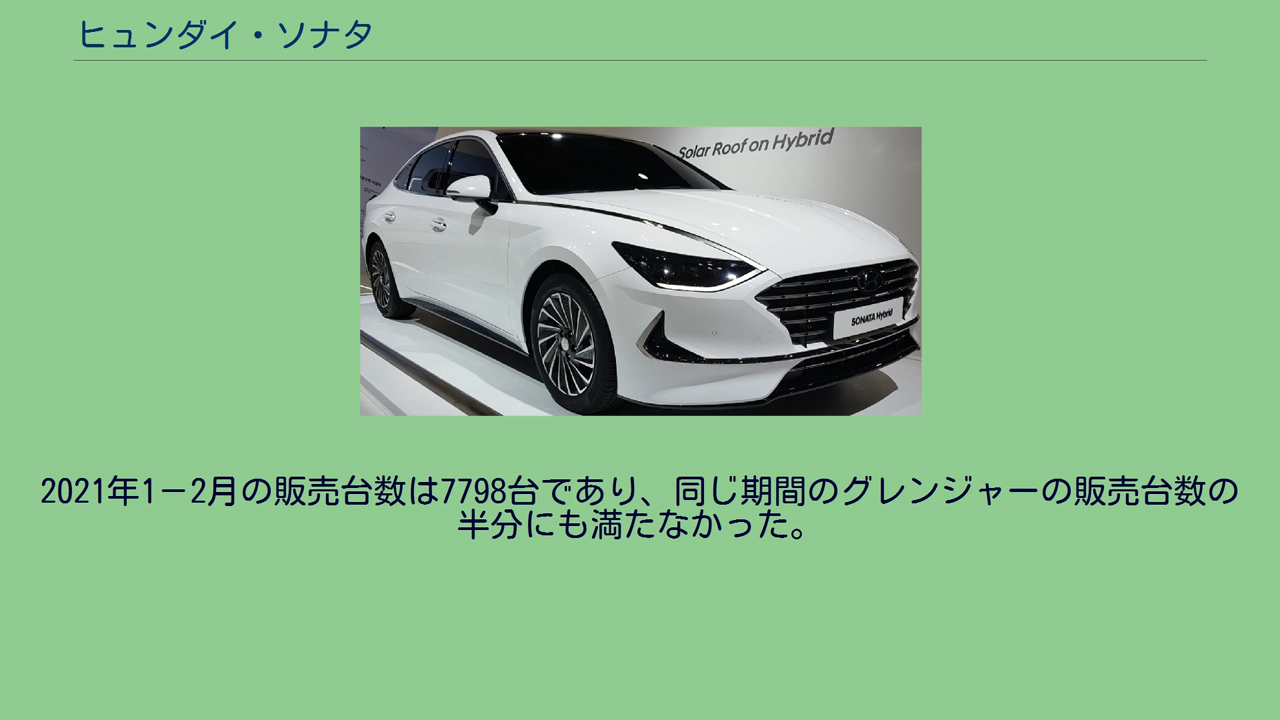 ヒュンダイ・ソナタ
Solar Roof on Hybrid
SONATA Hybrid
2021年1－2月の販売台数は7798台であり、同じ期間のグレンジャーの販売台数の
半分にも満たなかった。